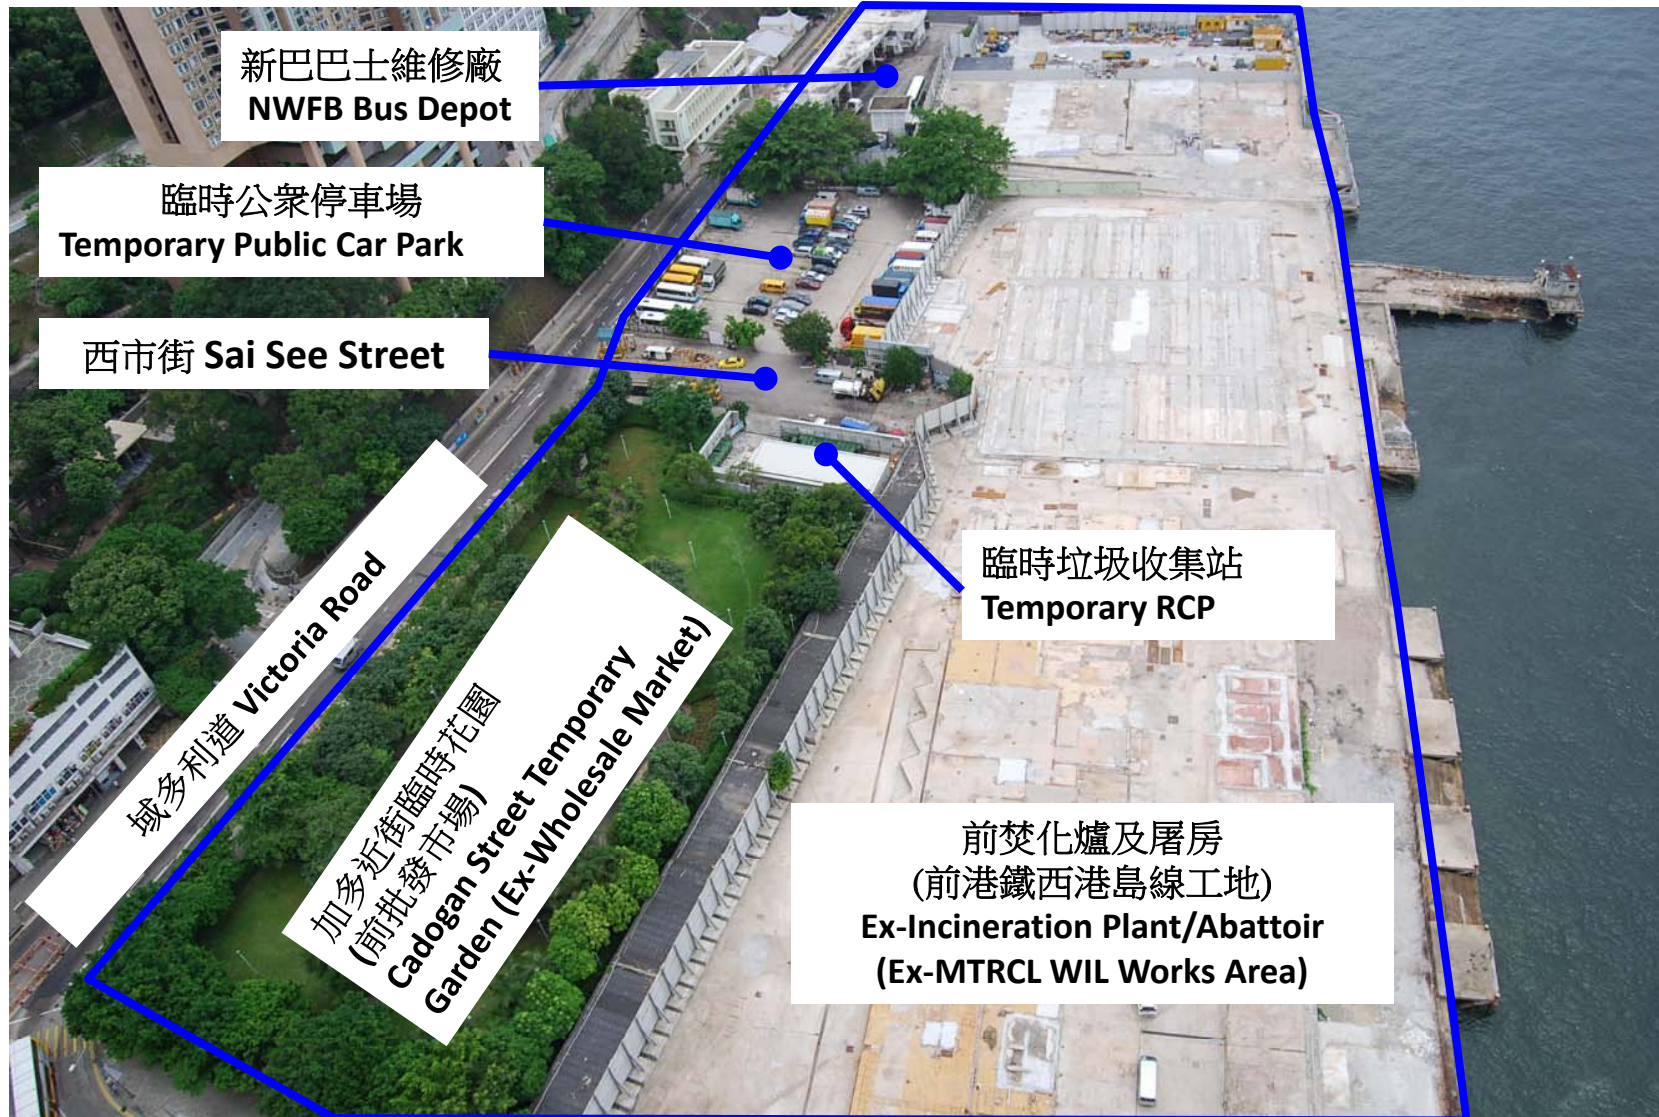 新巴巴士維修廠
NWFB Bus Depot
臨時公衆停車場
Temporary Public Car Park
西市街 Sai See Street
臨時垃圾收集站
Temporary RCP
域多利道 Victoria Road
加多近街臨時花園
(前批發市場)
Cadogan Street Temporary
Garden (Ex-Wholesale Market)
前焚化爐及屠房
(前港鐵西港島線工地)
Ex-Incineration Plant/Abattoir
(Ex-MTRCL WIL Works Area)